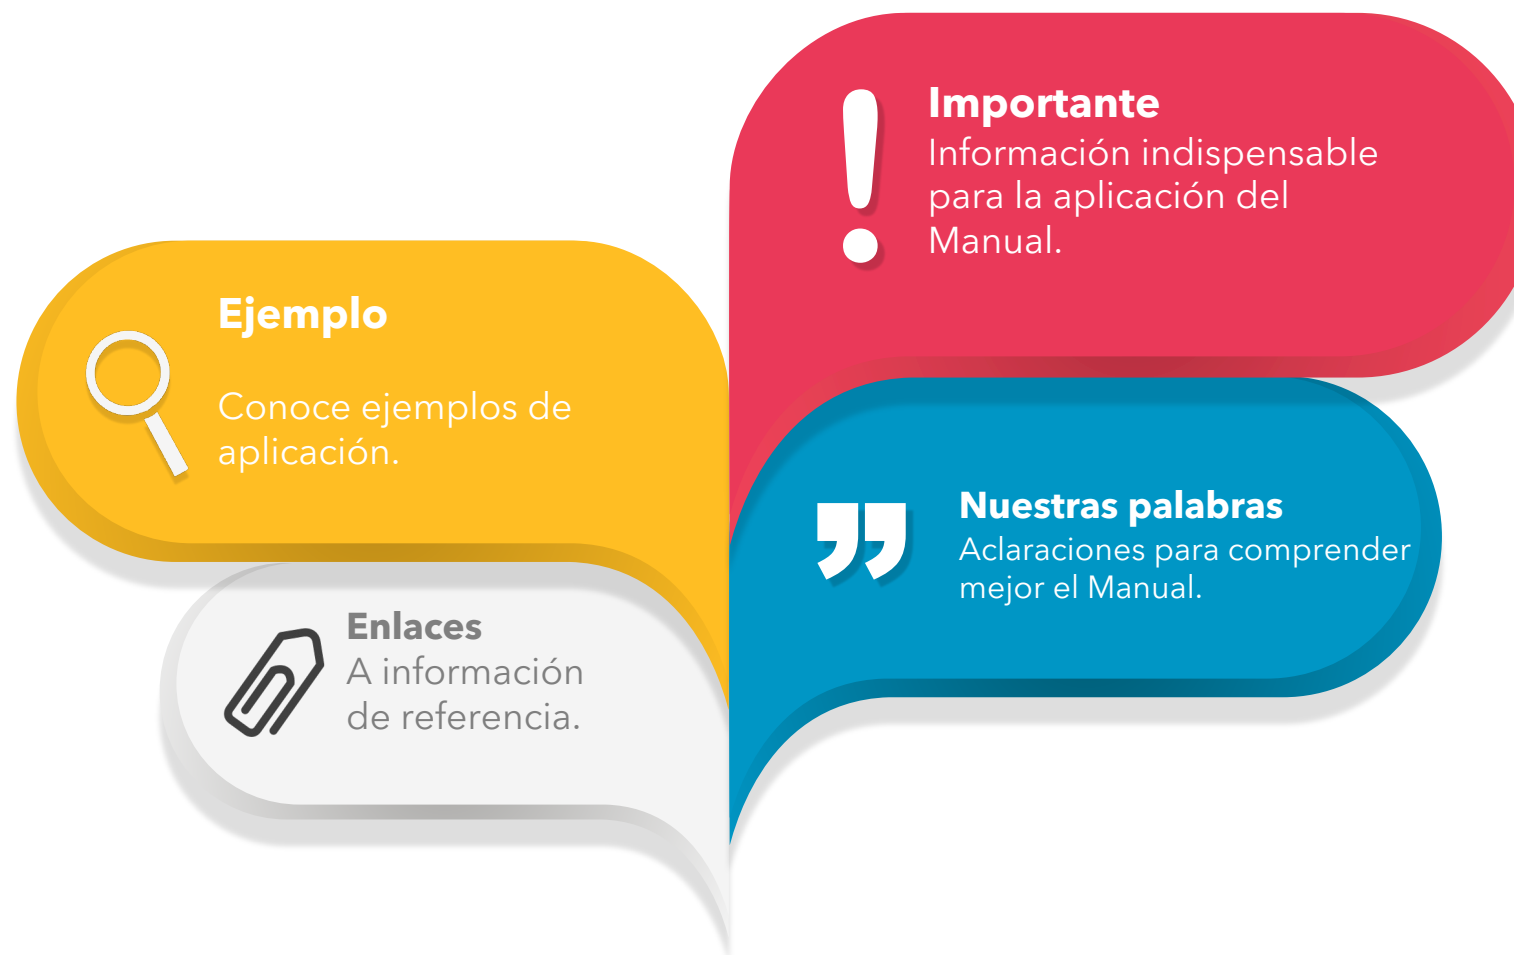 Importante
Información indispensable
para la aplicación del
Manual.
Ejemplo
Conoce ejemplos de
aplicación.
Nuestras palabras
Aclaraciones para comprender
mejor el Manual.
Enlaces
A información
de referencia.